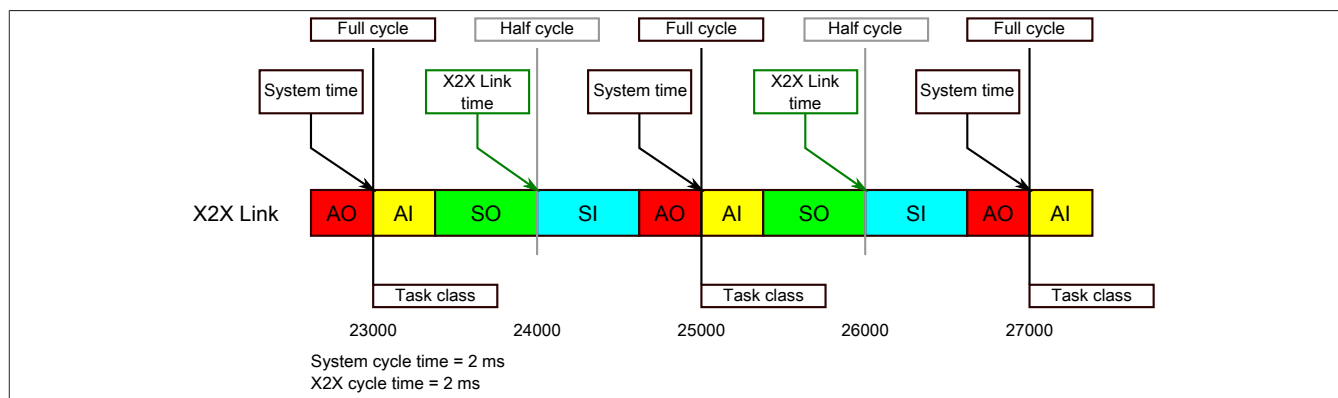 Full cycle Half cycle Full cycle Half cycle Full cycle
System time X2X Link System time X2X Link System time
time time
X2X Link AO AI SO SI AO AI SO SI AO AI
Task class Task class Task class
23000 24000 25000 26000 27000
System cycle time = 2 ms
X2X cycle time = 2 ms